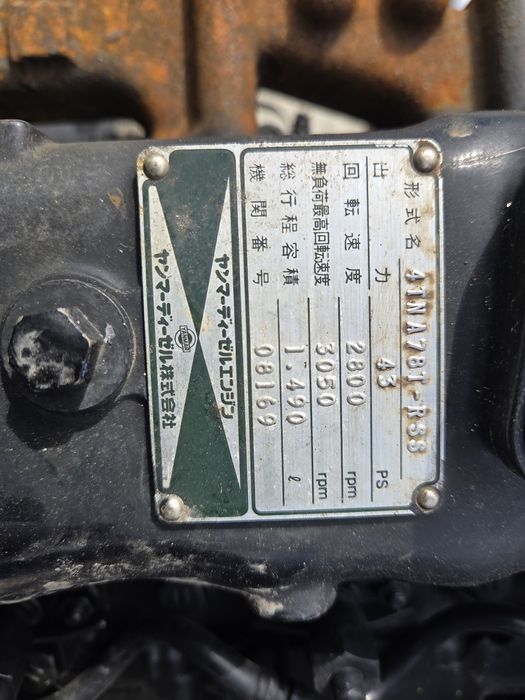 形式名 4TNA78T-RSS
出力 43 PS
回転速度 2800 rpm
無負荷最高回転速度 3050 rpm
総行程容積 1.490 ℓ
機関番号 08169
ヤンマーディーゼルエンジン
YANMAR
ヤンマーディーゼル株式会社